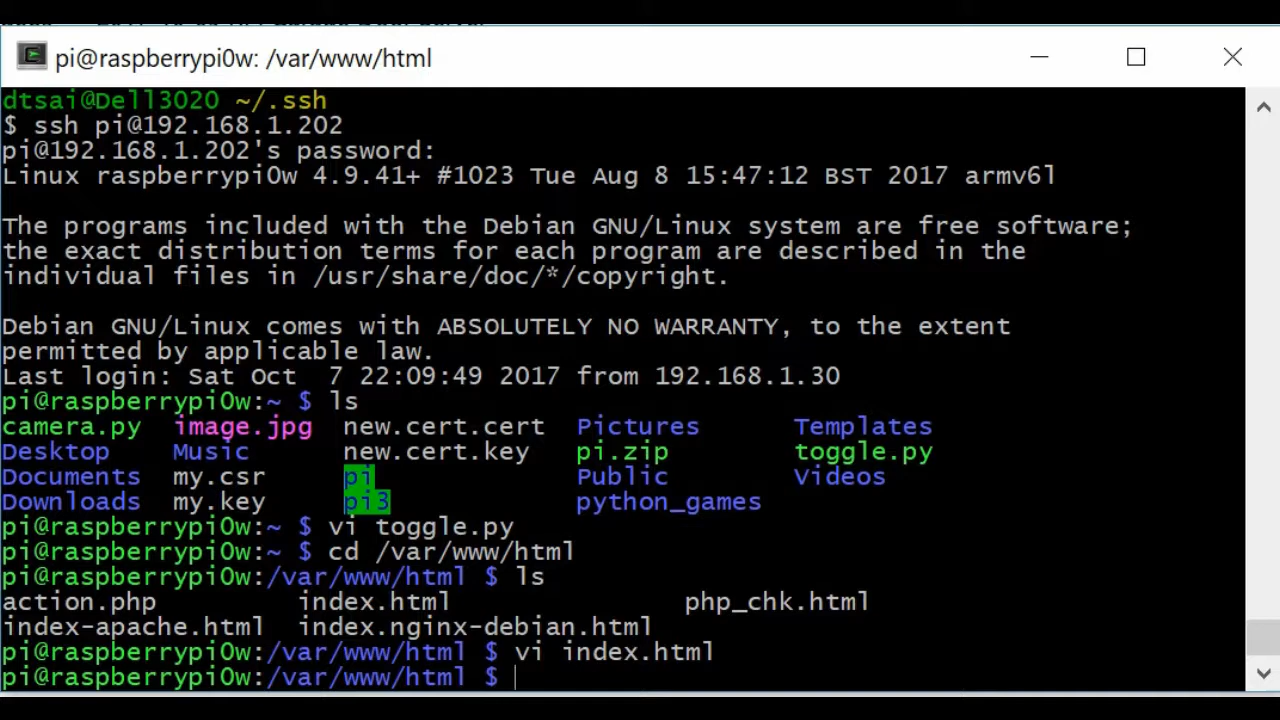 pi@raspberrypi0w: /var/www/html
dtsai@Dell3020 ~/.ssh
$ ssh pi@192.168.1.202
pi@192.168.1.202's password:
Linux raspberrypi0w 4.9.41+ #1023 Tue Aug 8 15:47:12 BST 2017 armv6l
The programs included with the Debian GNU/Linux system are free software;
the exact distribution terms for each program are described in the
individual files in /usr/share/doc/*/copyright.
Debian GNU/Linux comes with ABSOLUTELY NO WARRANTY, to the extent
permitted by applicable law.
Last login: Sat Oct  7 22:09:49 2017 from 192.168.1.30
pi@raspberrypi0w:~ $ ls
camera.py  image.jpg  new.cert.cert  Pictures  Templates
Desktop  Music  new.cert.key  pi.zip  toggle.py
Documents  my.csr  pi  Public  Videos
Downloads  my.key  pi3  python_games
pi@raspberrypi0w:~ $ vi toggle.py
pi@raspberrypi0w:~ $ cd /var/www/html
pi@raspberrypi0w:/var/www/html $ ls
action.php  index.html  php_chk.html
index-apache.html  index.nginx-debian.html
pi@raspberrypi0w:/var/www/html $ vi index.html
pi@raspberrypi0w:/var/www/html $